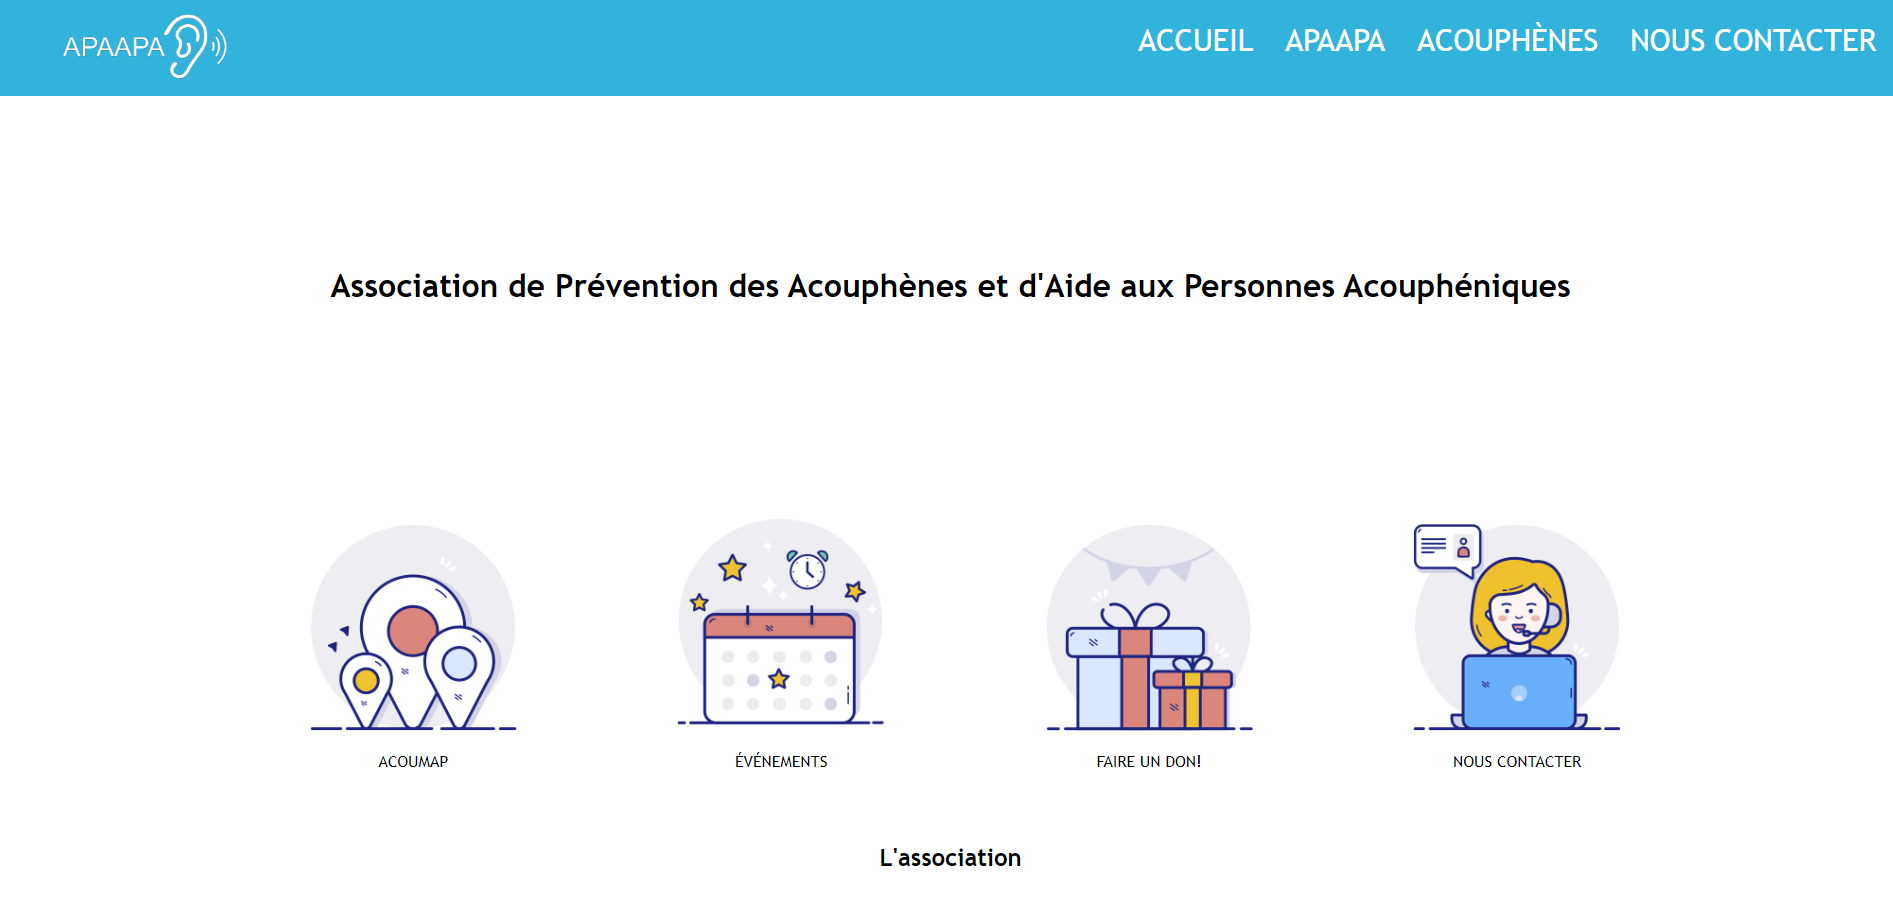 APAAPA
ACCUEIL APAAPA ACOUPHÈNES NOUS CONTACTER
Association de Prévention des Acouphènes et d'Aide aux Personnes Acouphéniques
ACOUMAP
ÉVÉNEMENTS
FAIRE UN DON!
NOUS CONTACTER
L'association